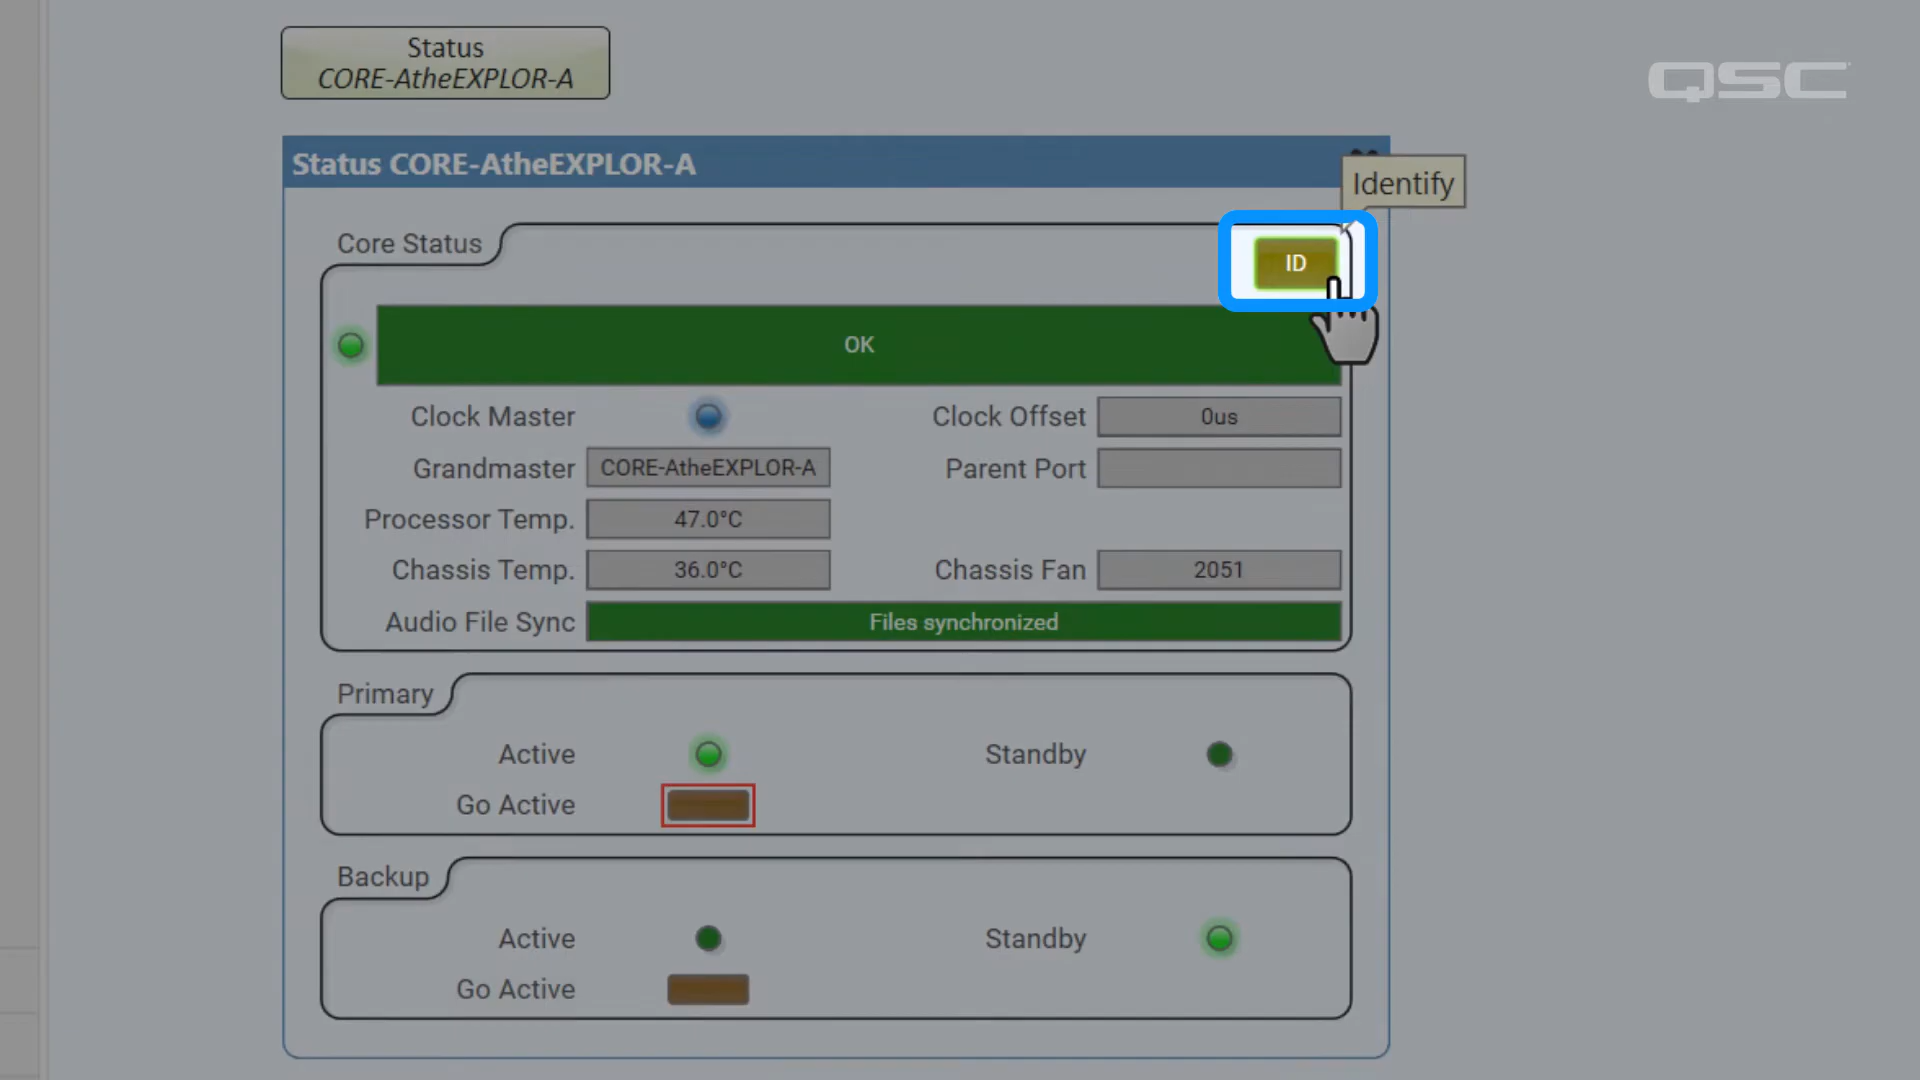 Status
CORE-AtheEXPLOR-A
QSC
Status CORE-AtheEXPLOR-A
Identify
Core Status
ID
OK
Clock Master
Clock Offset
0us
Grandmaster
CORE-AtheEXPLOR-A
Parent Port
Processor Temp.
47.0°C
Chassis Temp.
36.0°C
Chassis Fan
2051
Audio File Sync
Files synchronized
Primary
Active
Standby
Go Active
Backup
Active
Standby
Go Active